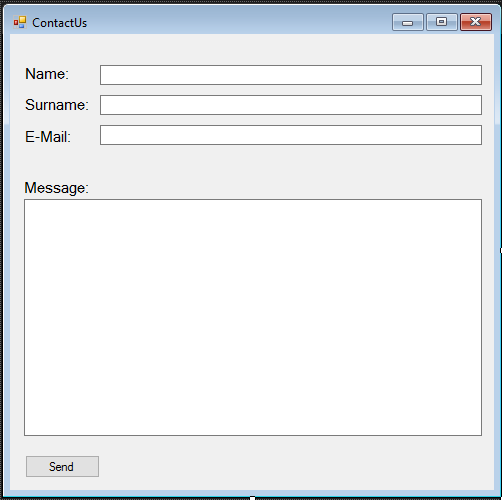 ContactUs
Name:
Surname:
E-Mail:
Message:
Send